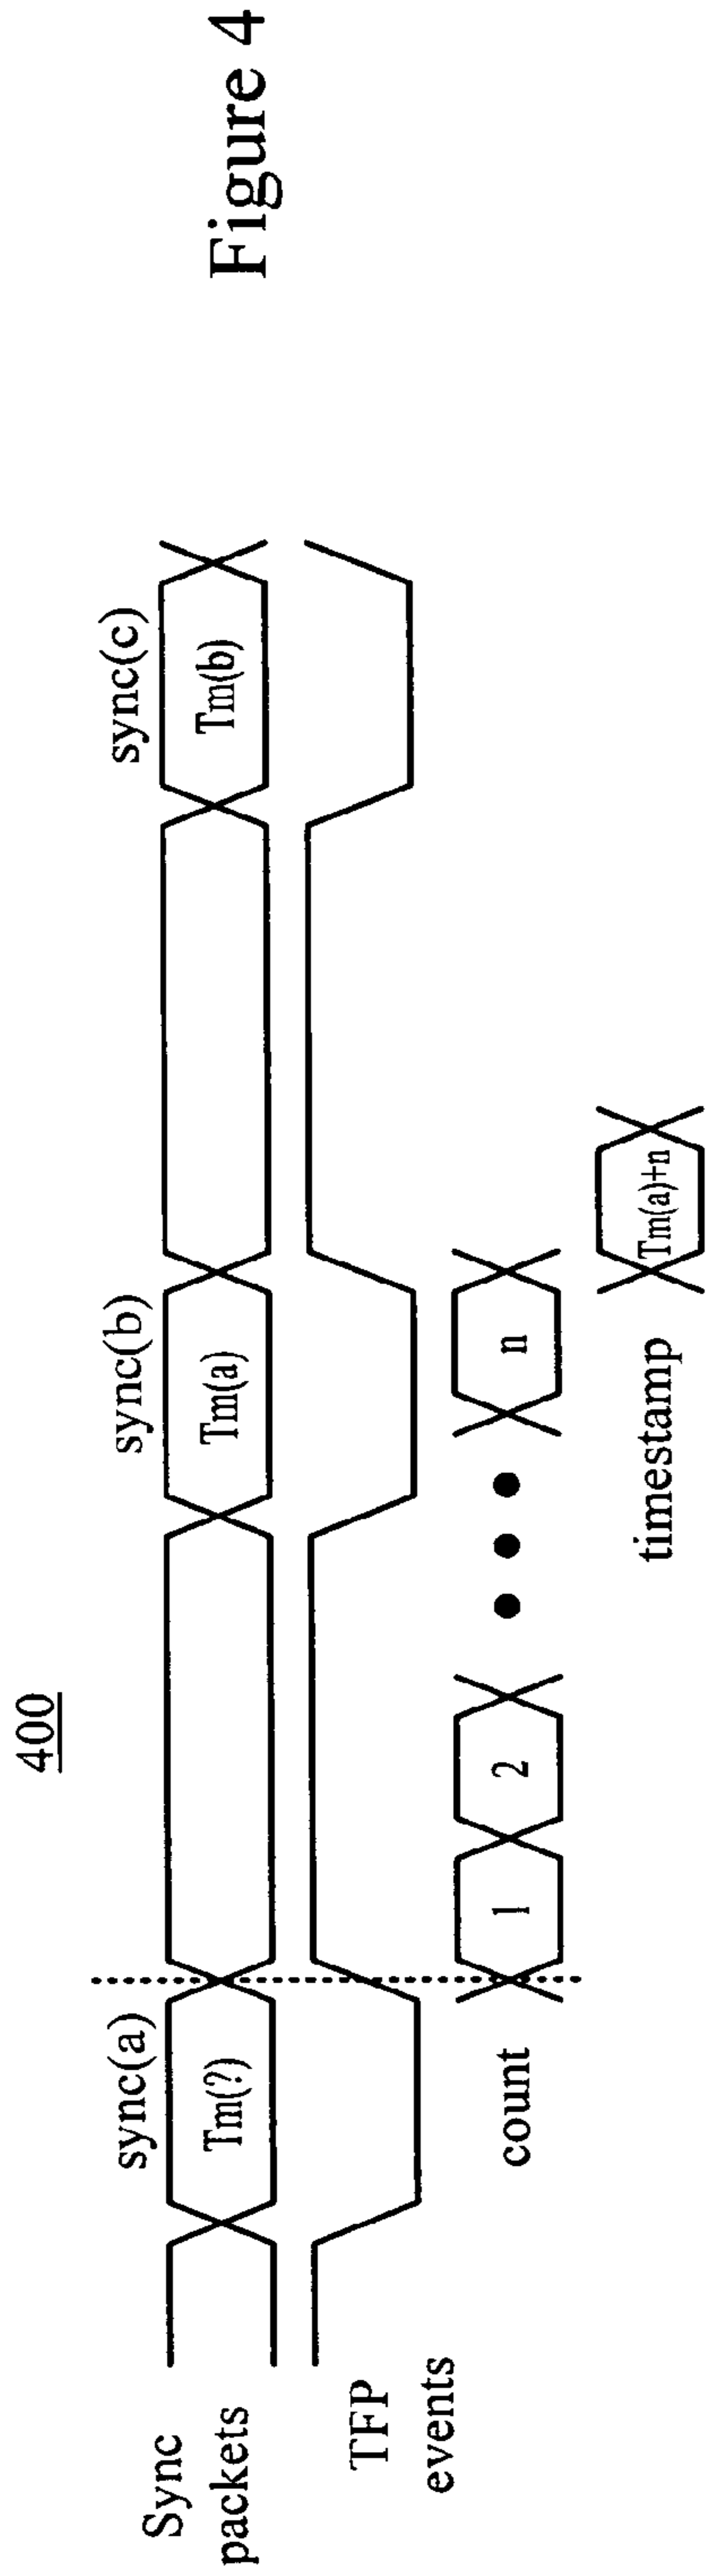 400
sync(a)
sync(b)
sync(c)
Sync
packets
Tm(?)
Tm(a)
Tm(b)
TFP
events
count
1
2
n
timestamp
Tm(a)+n
Figure 4